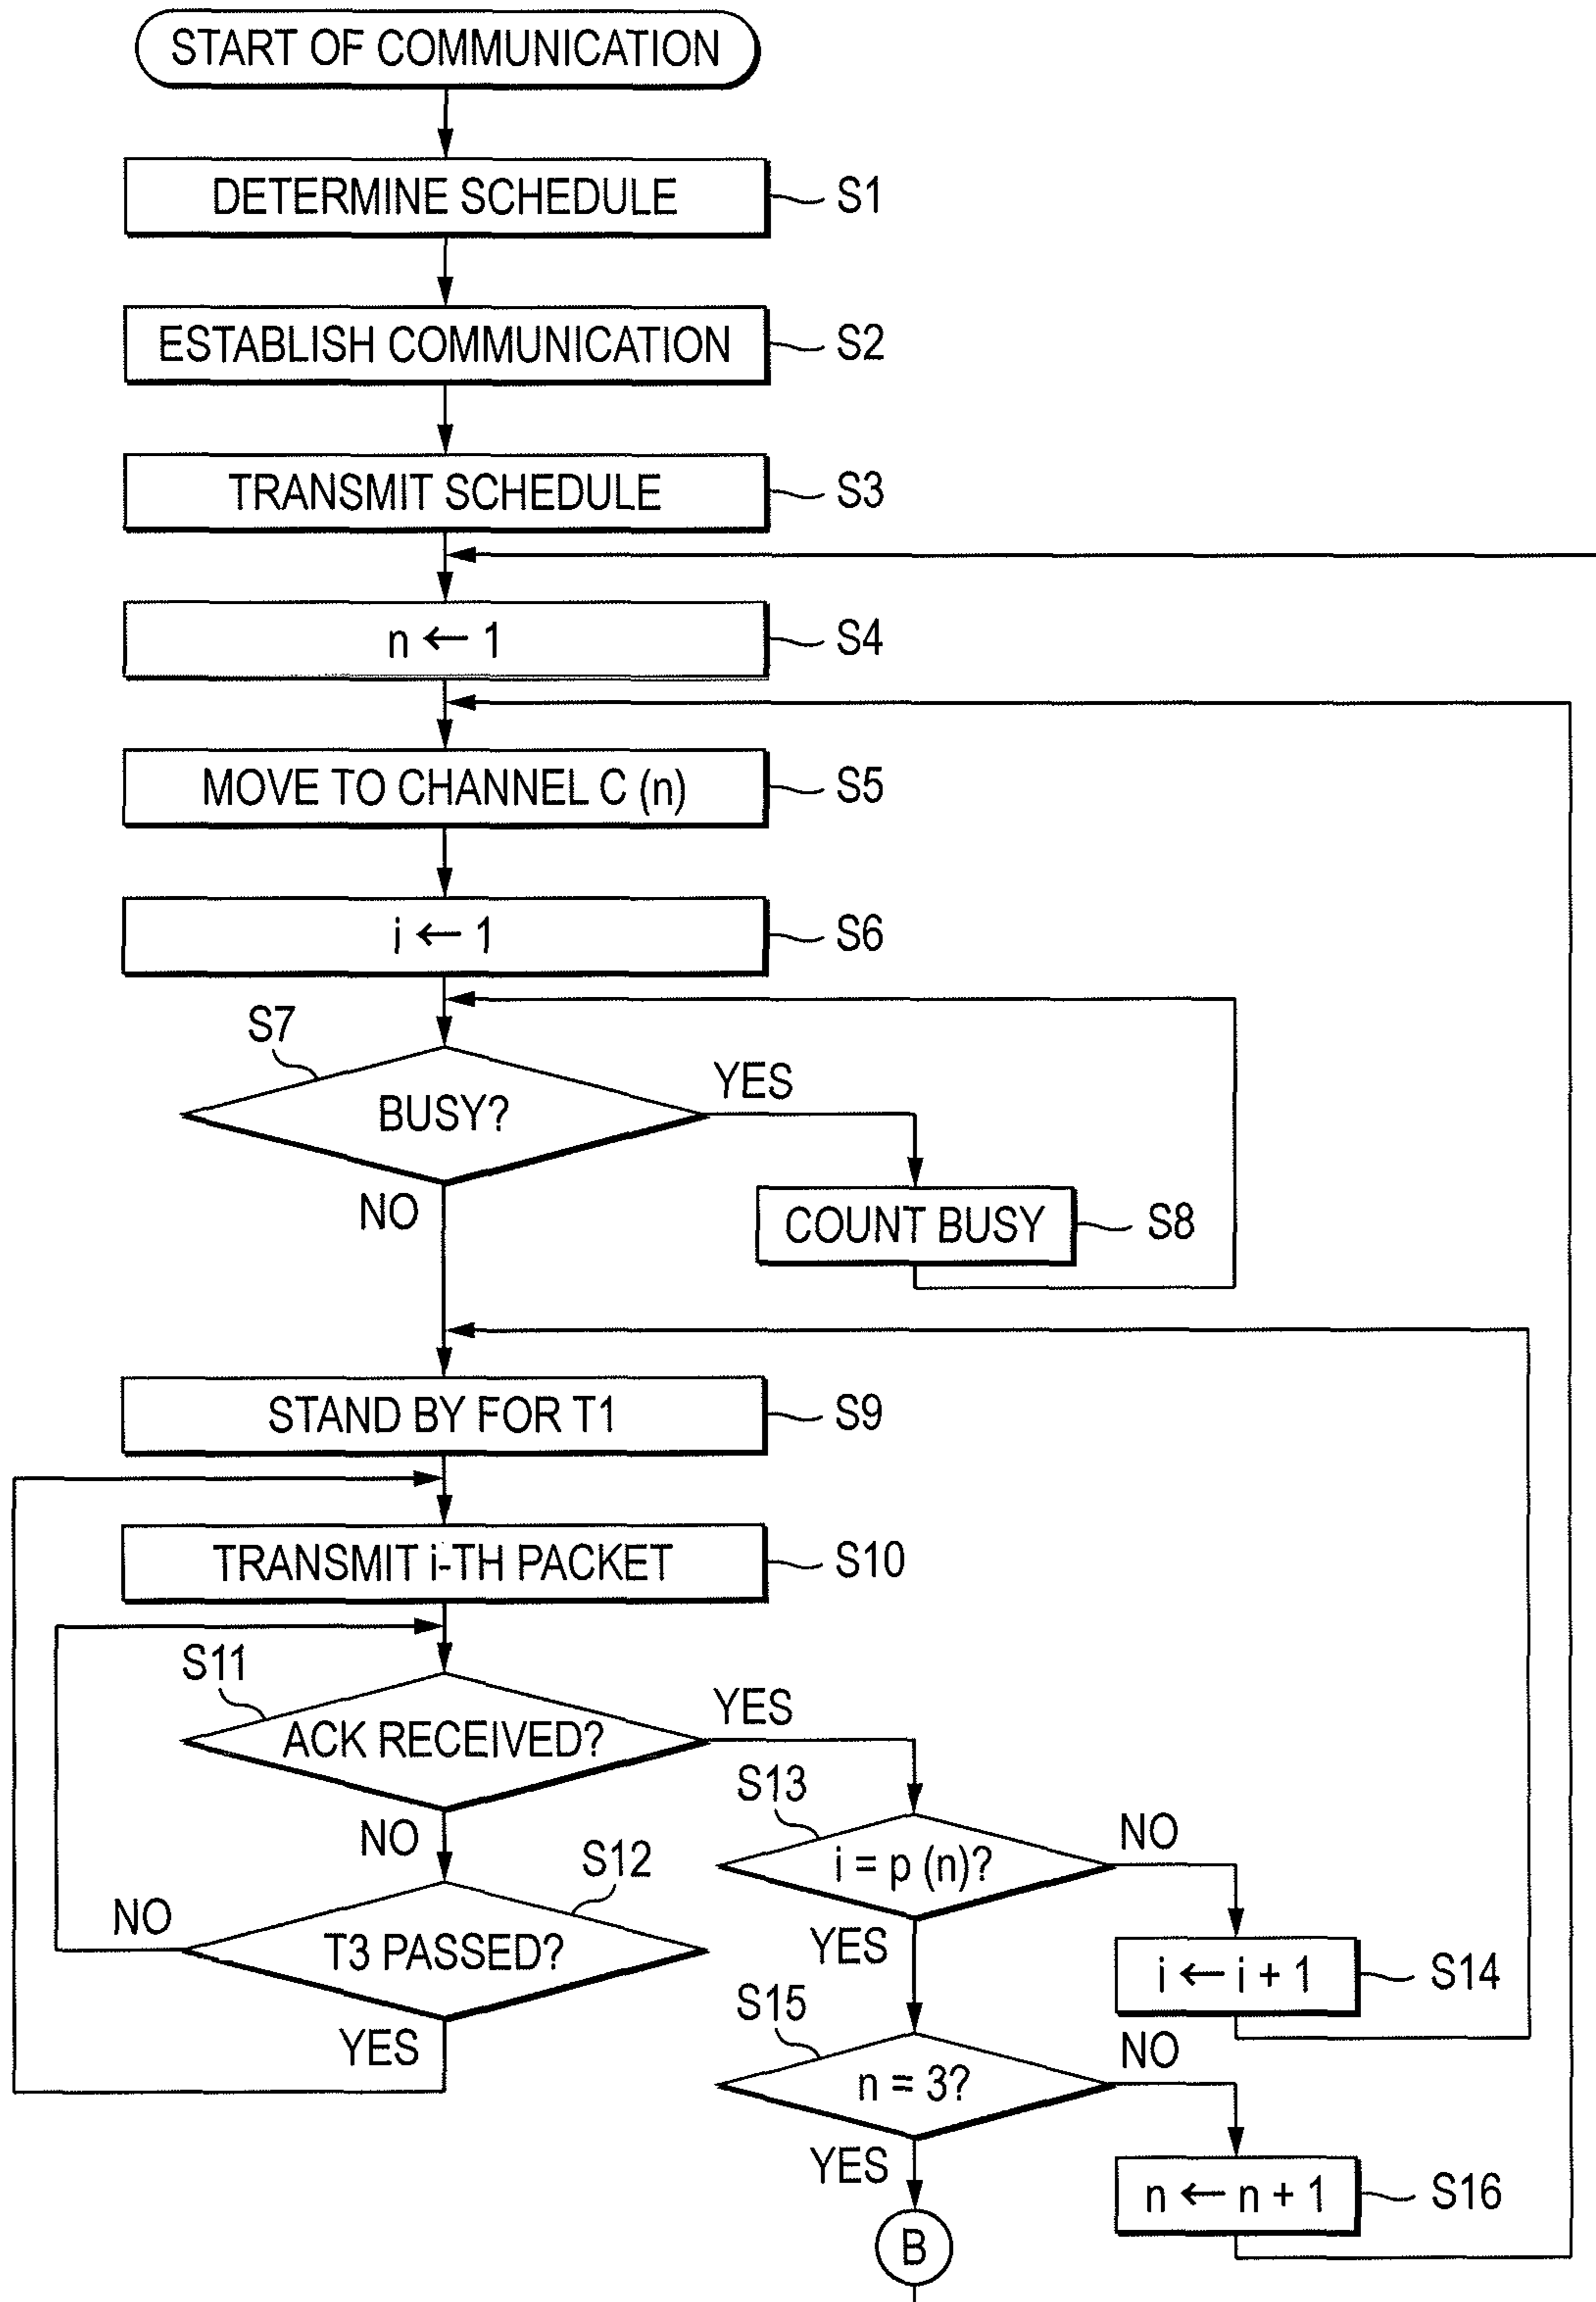 START OF COMMUNICATION
DETERMINE SCHEDULE
S1
ESTABLISH COMMUNICATION
S2
TRANSMIT SCHEDULE
S3
n ← 1
S4
MOVE TO CHANNEL C (n)
S5
i ← 1
S6
S7
BUSY?
YES
NO
COUNT BUSY
S8
STAND BY FOR T1
S9
TRANSMIT i-TH PACKET
S10
S11
ACK RECEIVED?
YES
NO
S13
i = p (n)?
NO
YES
S12
T3 PASSED?
NO
YES
i ← i + 1
S14
S15
n = 3?
NO
YES
n ← n + 1
S16
B